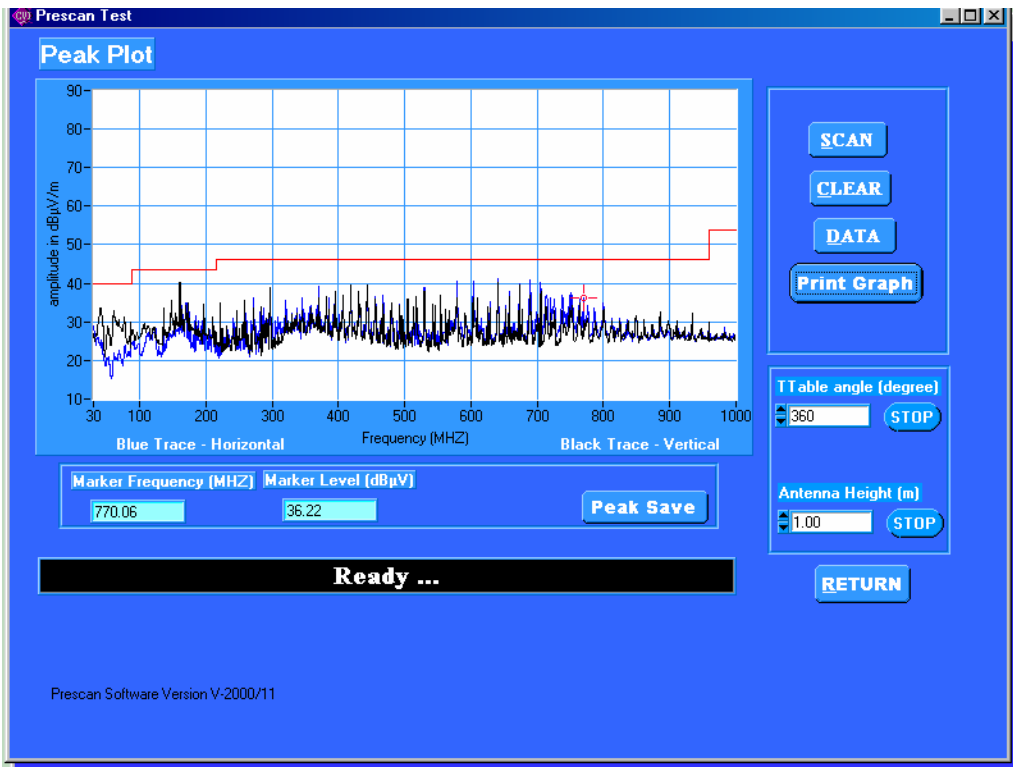 CVI Prescan Test
Peak Plot
90
80
70
60
50
40
30
20
10
amplitude in dBµV/m
30 100 200 300 400 500 600 700 800 900 1000
Frequency (MHZ)
Blue Trace - Horizontal
Black Trace - Vertical
SCAN
CLEAR
DATA
Print Graph
TTable angle (degree)
360 STOP
Antenna Height (m)
1.00 STOP
RETURN
Marker Frequency (MHZ) Marker Level (dBµV)
770.06 36.22
Peak Save
Ready ...
Prescan Software Version V-2000/11